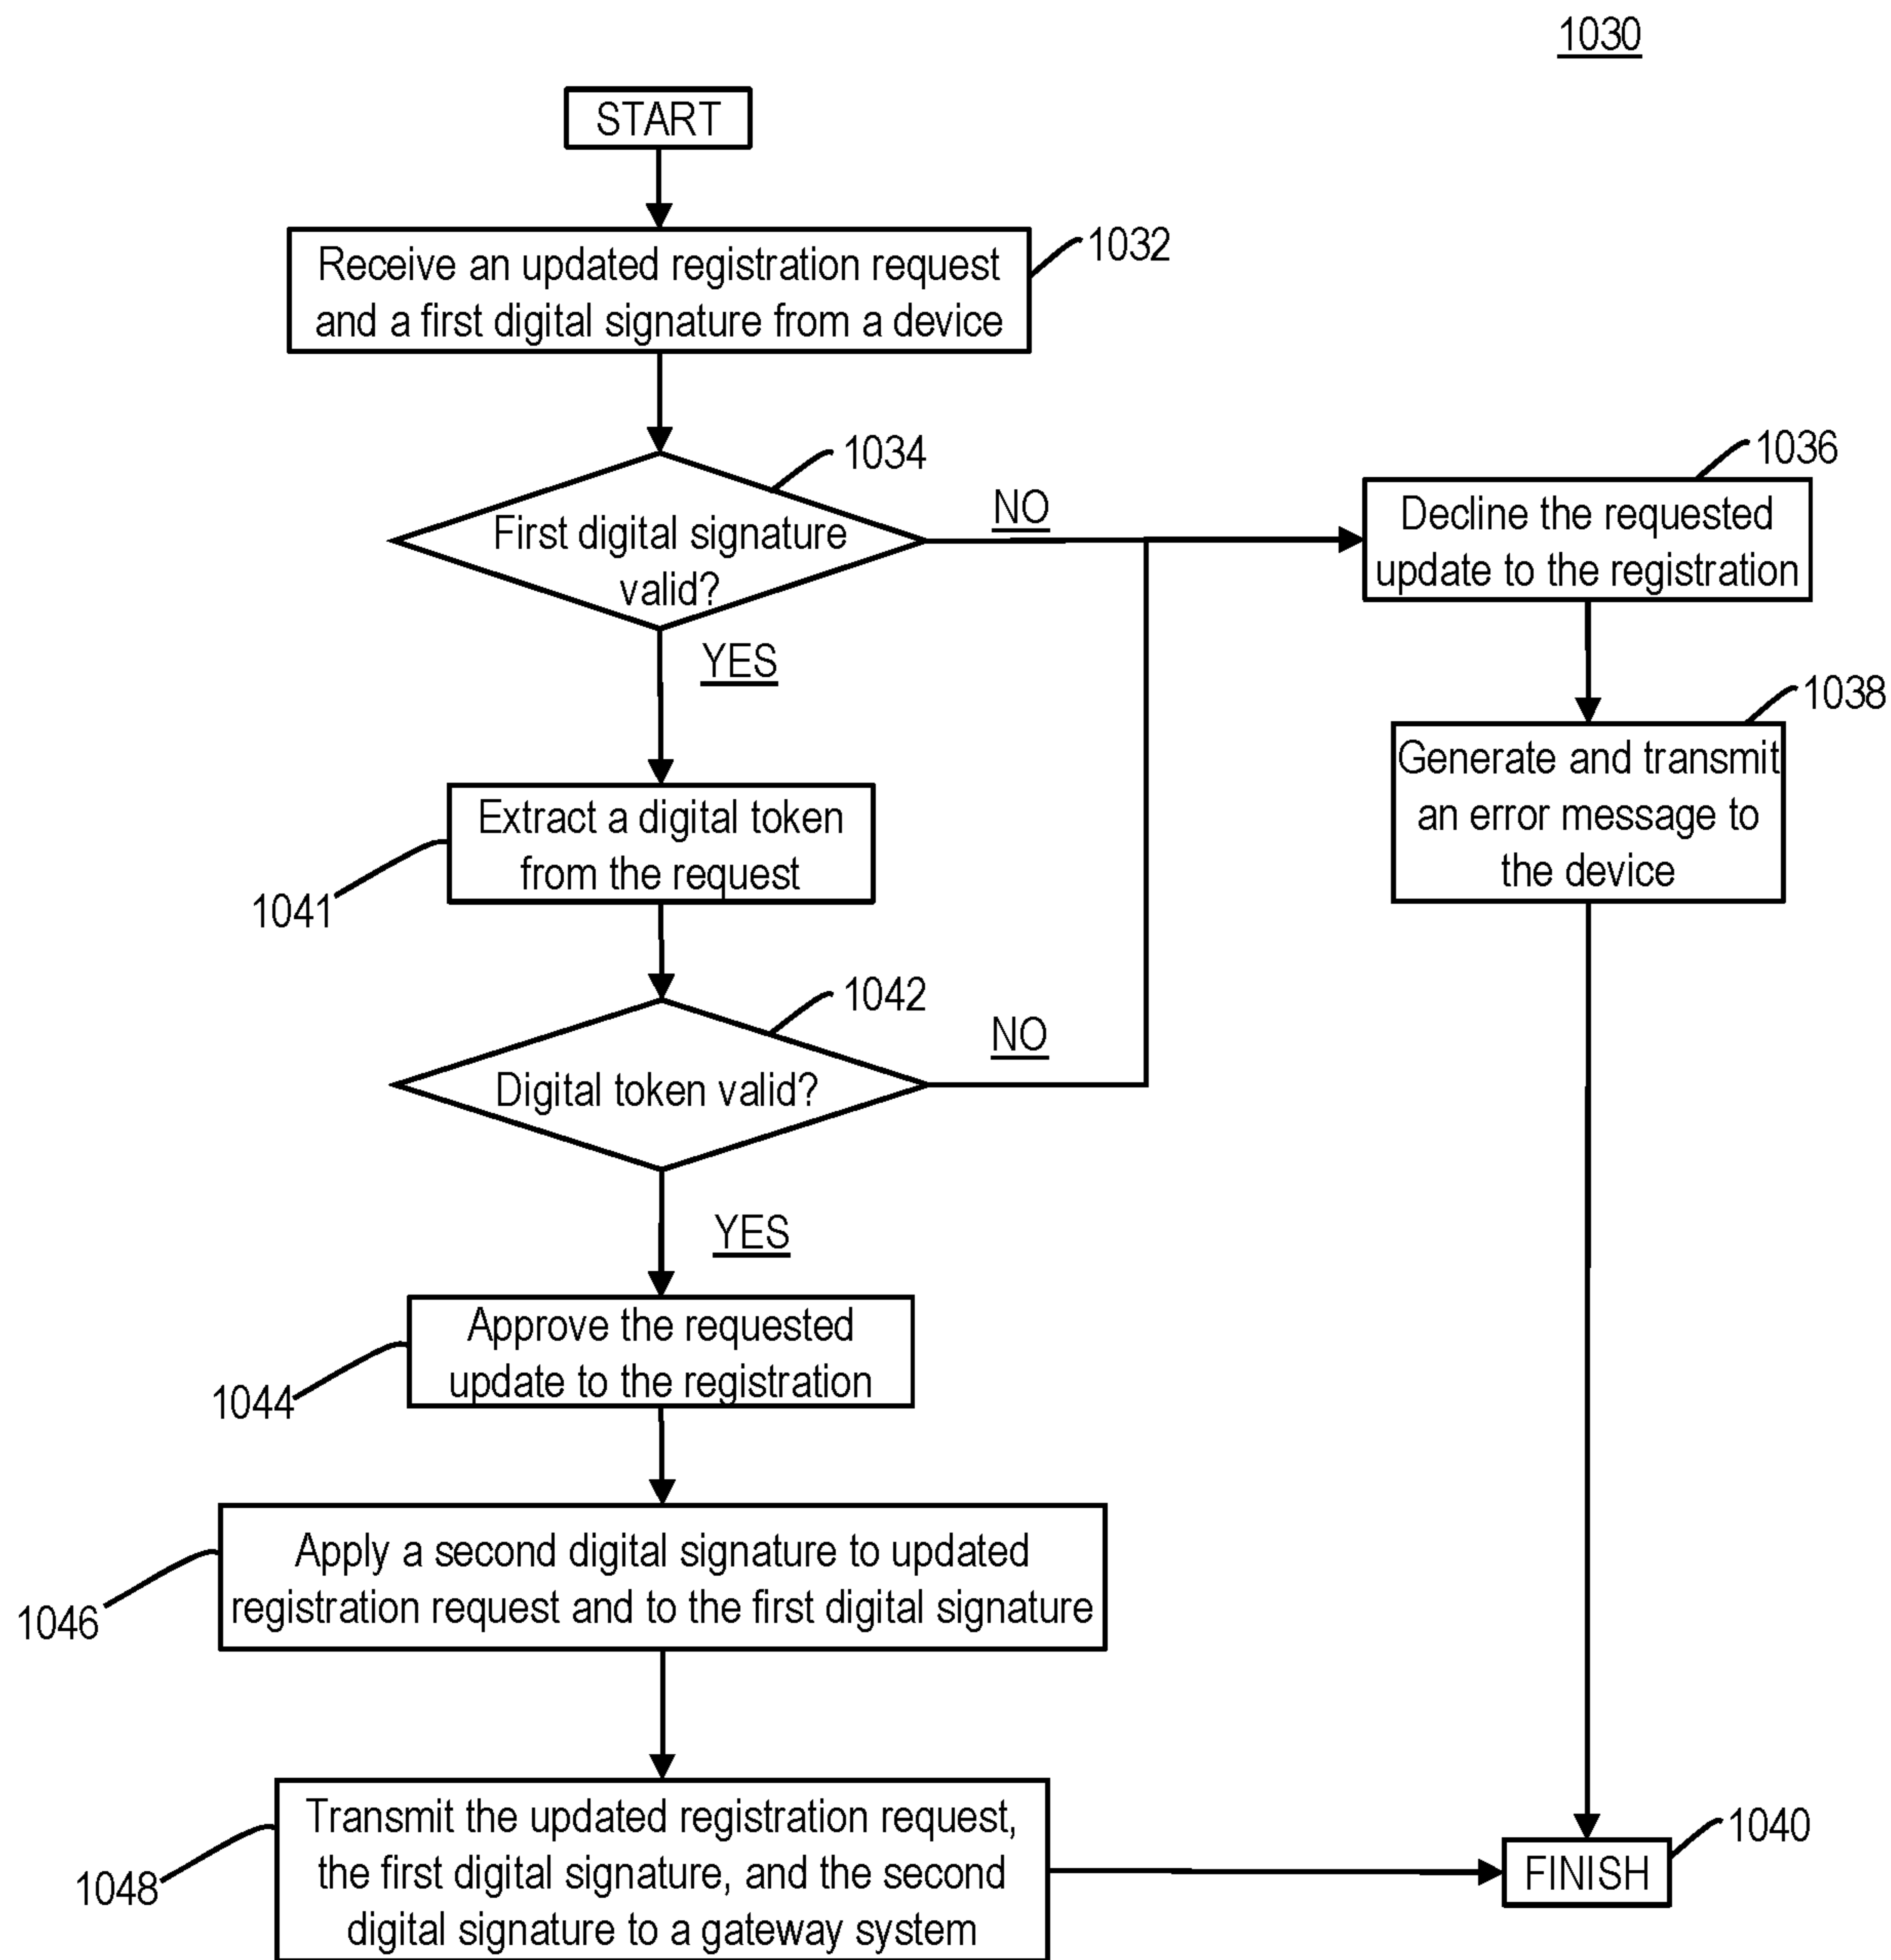 1030
START
Receive an updated registration request
and a first digital signature from a device
1032
First digital signature
valid?
1034
NO
YES
Decline the requested
update to the registration
1036
Generate and transmit
an error message to
the device
1038
Extract a digital token
from the request
1041
Digital token valid?
1042
NO
YES
Approve the requested
update to the registration
1044
Apply a second digital signature to updated
registration request and to the first digital signature
1046
Transmit the updated registration request,
the first digital signature, and the second
digital signature to a gateway system
1048
FINISH
1040